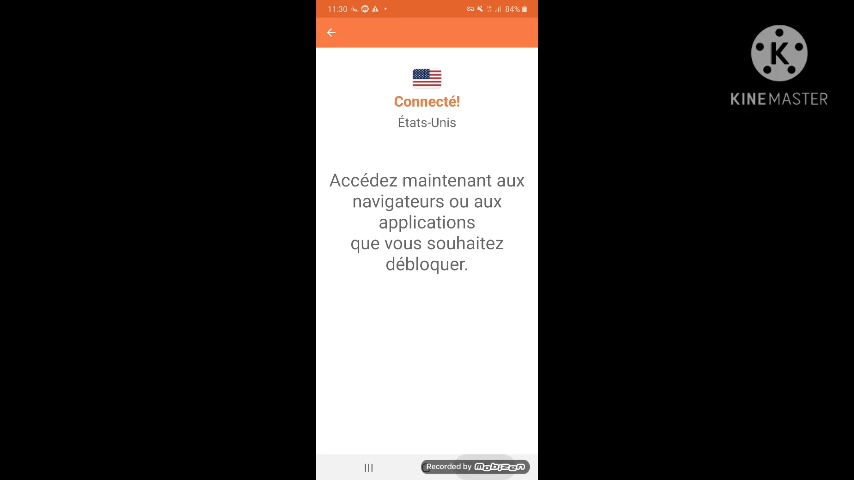 11:30
84%
Connecté!
États-Unis
Accédez maintenant aux
navigateurs ou aux
applications
que vous souhaitez
débloquer.
K
KINEMASTER
Recorded by mobizen